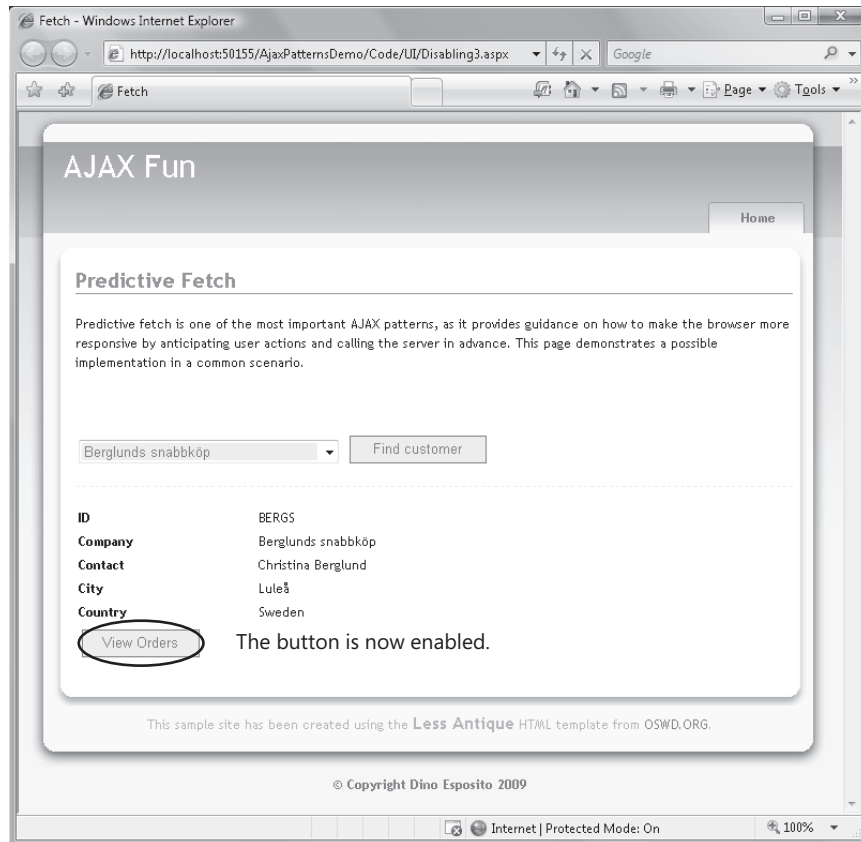 Fetch - Windows Internet Explorer
http://localhost:50155/AjaxPatternsDemo/Code/UI/Disabling3.aspx
Google
Fetch
Page
Tools
AJAX Fun
Home
Predictive Fetch
Predictive fetch is one of the most important AJAX patterns, as it provides guidance on how to make the browser more
responsive by anticipating user actions and calling the server in advance. This page demonstrates a possible
implementation in a common scenario.
Berglunds snabbköp
Find customer
ID BERGS
Company Berglunds snabbköp
Contact Christina Berglund
City Luleå
Country Sweden
View Orders The button is now enabled.
This sample site has been created using the Less Antique HTML template from OSWD.ORG.
© Copyright Dino Esposito 2009
Internet | Protected Mode: On
100%